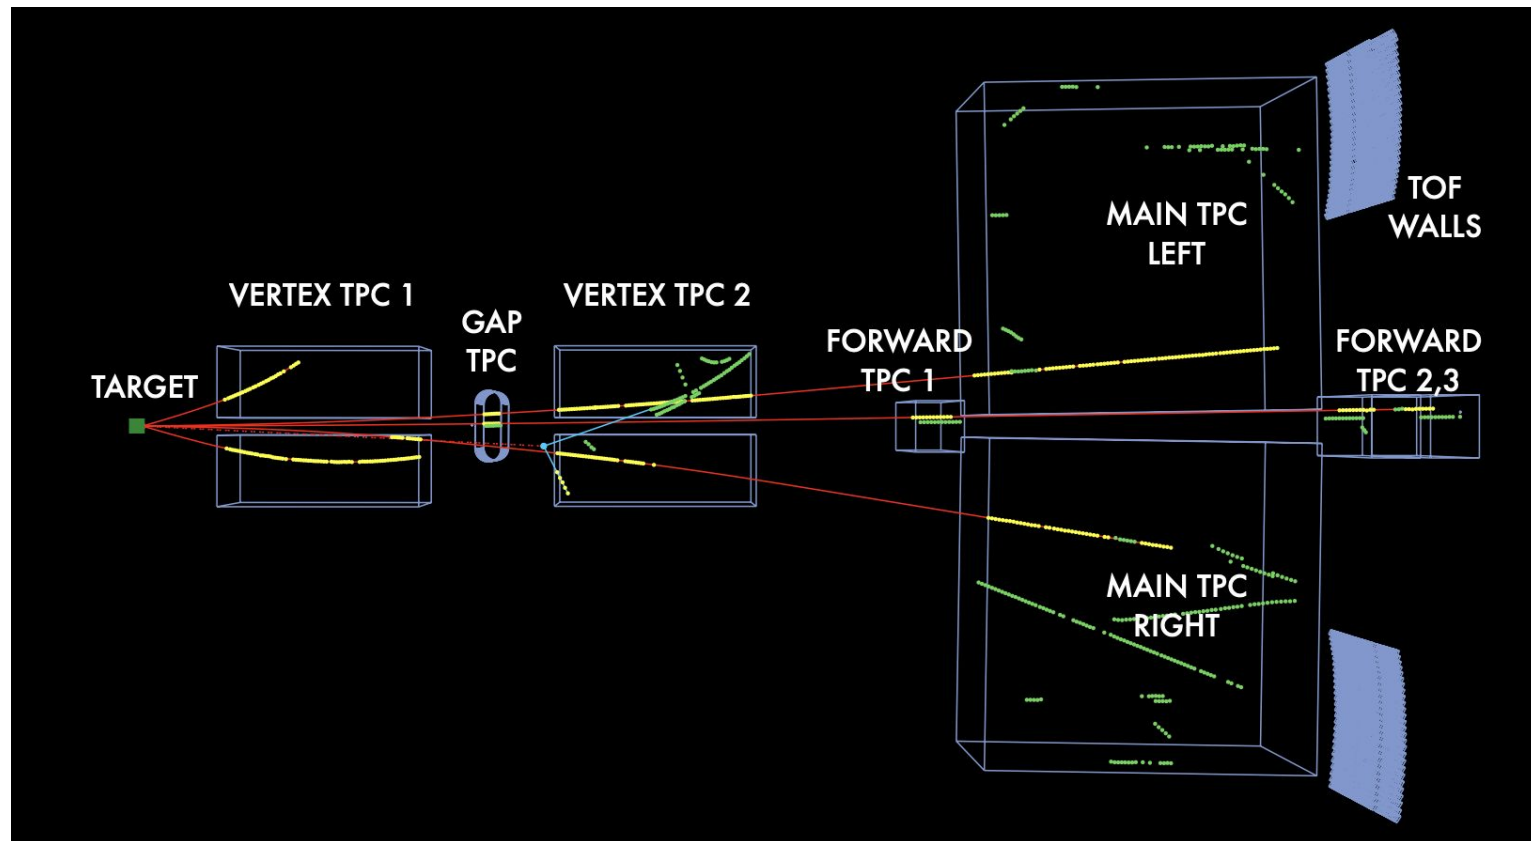 TARGET
VERTEX TPC 1
GAP
TPC
VERTEX TPC 2
FORWARD
TPC 1
MAIN TPC
LEFT
TOF
WALLS
FORWARD
TPC 2,3
MAIN TPC
RIGHT